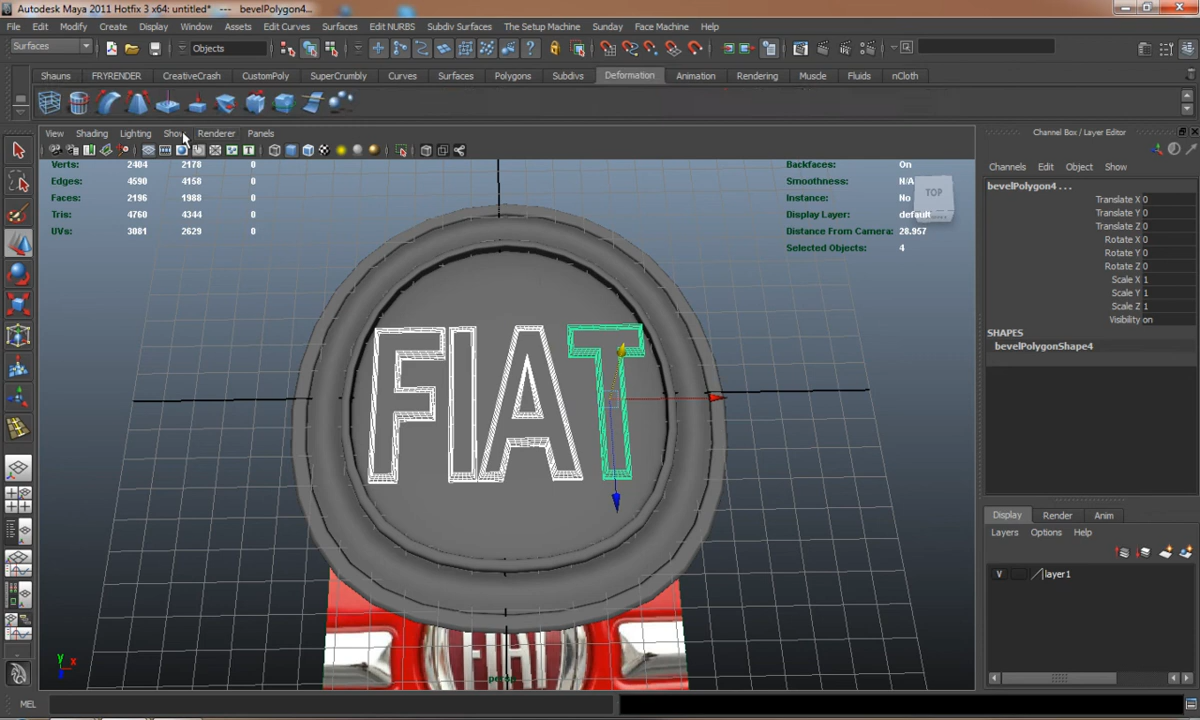 Autodesk Maya 2011 Hotfix 3 x64: untitled* --- bevelPolygon4...
File Edit Modify Create Display Window Assets Edit Curves Surfaces Edit NURBS Subdiv Surfaces The Setup Machine Sunday Face Machine Help
Surfaces Objects
Shauns FRYRENDER CreativeCrash CustomPoly SuperCrumbly Curves Surfaces Polygons Subdivs Deformation Animation Rendering Muscle Fluids nCloth
View Shading Lighting Show Renderer Panels
Verts: 2404 2178 0
Edges: 4590 4158 0
Faces: 2196 1988 0
Tris: 4760 4344 0
UVs: 3081 2629 0
Backfaces: On
Smoothness: N/A
Instance: No
Display Layer: default
Distance From Camera: 28.957
Selected Objects: 4
TOP
FIAT
FIAT
persp
y
x
Channel Box / Layer Editor
Channels Edit Object Show
bevelPolygon4 . . .
Translate X 0
Translate Y 0
Translate Z 0
Rotate X 0
Rotate Y 0
Rotate Z 0
Scale X 1
Scale Y 1
Scale Z 1
Visibility on
SHAPES
bevelPolygonShape4
Display Render Anim
Layers Options Help
V layer1
MEL